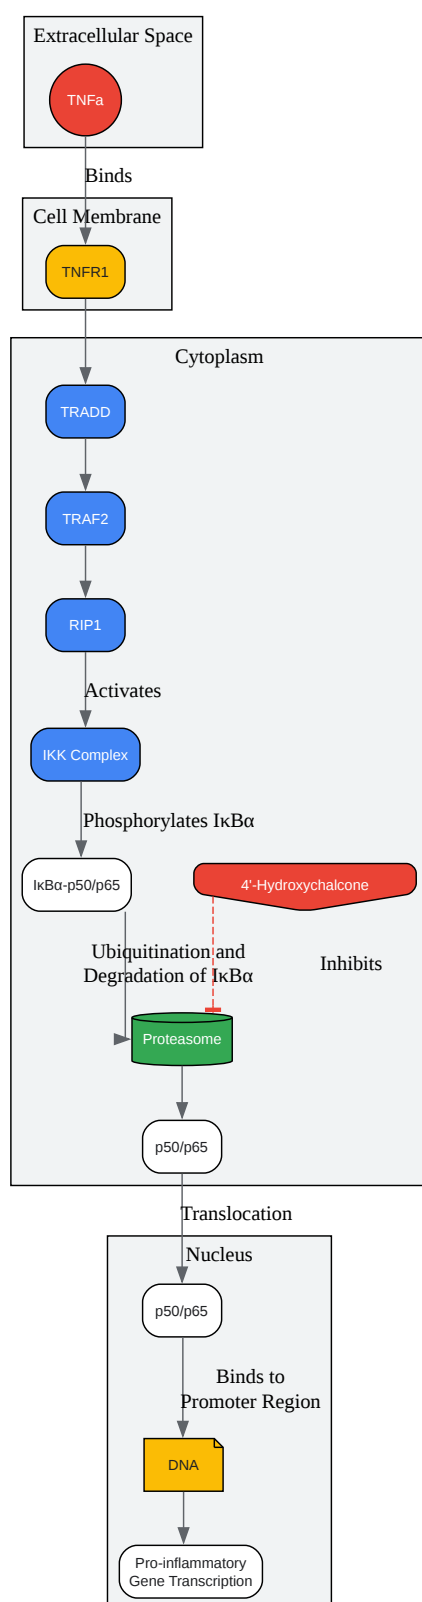 Extracellular Space
TNFa
Binds
Cell Membrane
TNFR1
Cytoplasm
TRADD
TRAF2
RIP1
Activates
IKK Complex
Phosphorylates IκBα
IκBα-p50/p65
4'-Hydroxychalcone
Ubiquitination and
Degradation of IκBα
Inhibits
Proteasome
p50/p65
Translocation
Nucleus
p50/p65
Binds to
Promoter Region
DNA
Pro-inflammatory
Gene Transcription